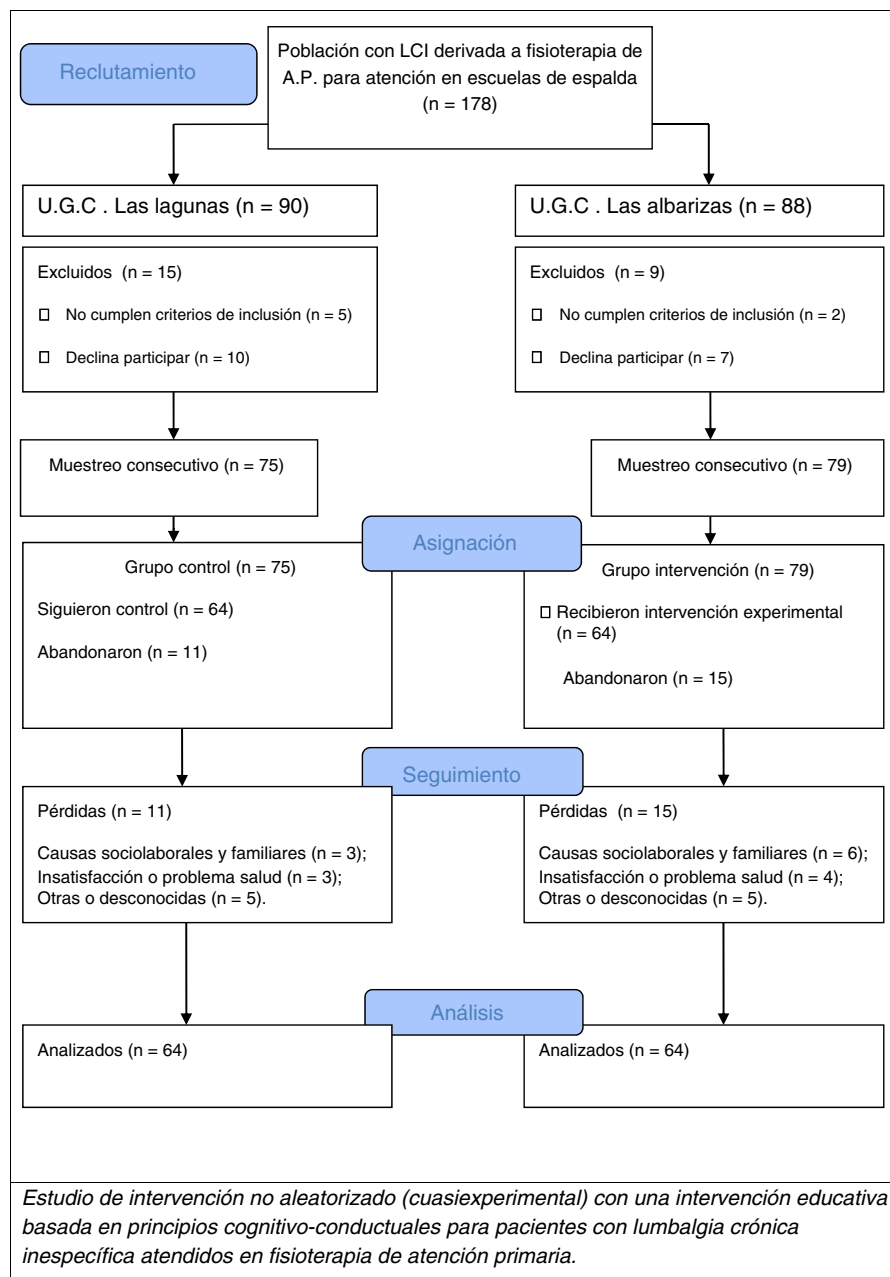 Reclutamiento
Población con LCI derivada a fisioterapia de
A.P. para atención en escuelas de espalda
(n = 178)
U.G.C . Las lagunas (n = 90)
U.G.C . Las albarizas (n = 88)
Excluidos (n = 15)
□ No cumplen criterios de inclusión (n = 5)
□ Declina participar (n = 10)
Excluidos (n = 9)
□ No cumplen criterios de inclusión (n = 2)
□ Declina participar (n = 7)
Muestreo consecutivo (n = 75)
Muestreo consecutivo (n = 79)
Asignación
Grupo control (n = 75)
Siguieron control (n = 64)
Abandonaron (n = 11)
Grupo intervención (n = 79)
□ Recibieron intervención experimental
(n = 64)
Abandonaron (n = 15)
Seguimiento
Pérdidas (n = 11)
Causas sociolaborales y familiares (n = 3);
Insatisfacción o problema salud (n = 3);
Otras o desconocidas (n = 5).
Pérdidas (n = 15)
Causas sociolaborales y familiares (n = 6);
Insatisfacción o problema salud (n = 4);
Otras o desconocidas (n = 5).
Análisis
Analizados (n = 64)
Analizados (n = 64)
Estudio de intervención no aleatorizado (cuasiexperimental) con una intervención educativa
basada en principios cognitivo-conductuales para pacientes con lumbalgia crónica
inespecífica atendidos en fisioterapia de atención primaria.